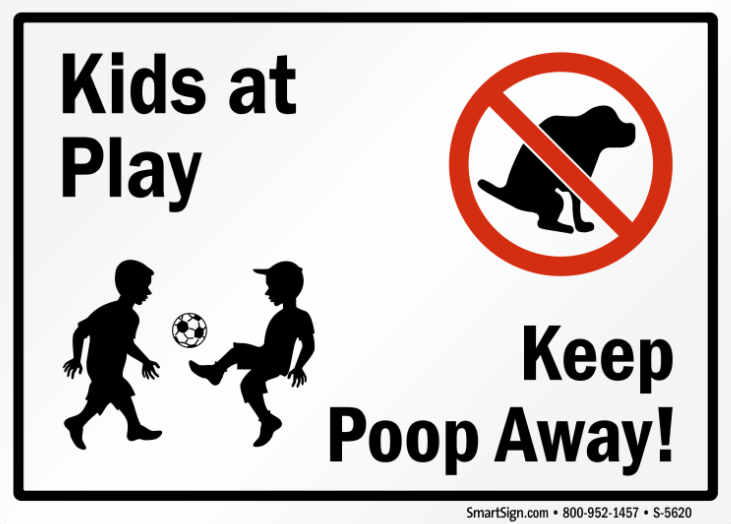 Kids at
Play
Keep
Poop Away!
SmartSign.com • 800-952-1457 • S-5620